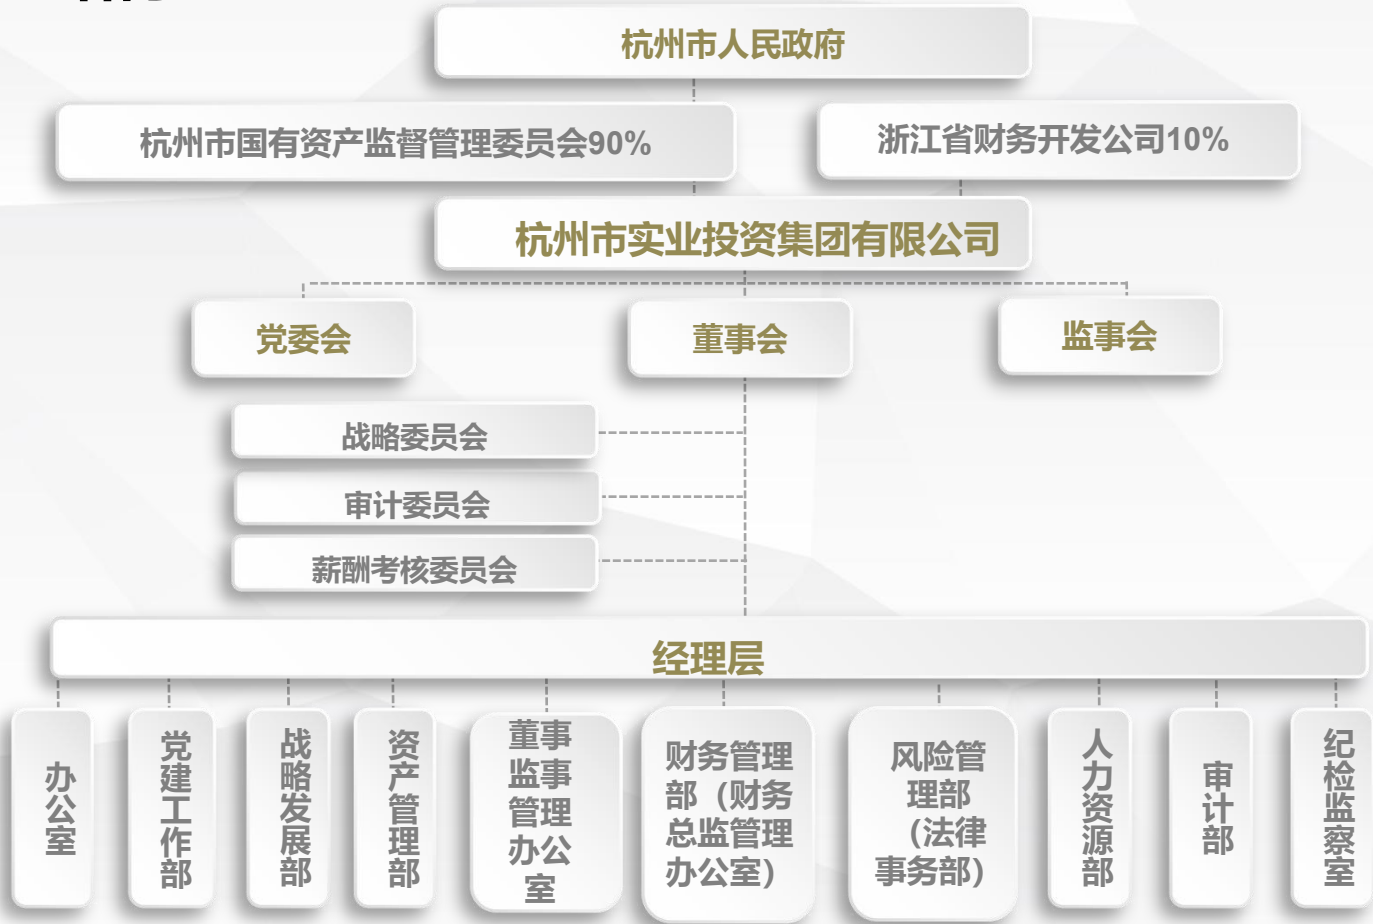 杭州市人民政府
杭州市国有资产监督管理委员会90%
浙江省财务开发公司10%
杭州市实业投资集团有限公司
党委会
董事会
监事会
战略委员会
审计委员会
薪酬考核委员会
经理层
办公室
党建工作部
战略发展部
资产管理部
董事
监事
管理
办公
室
财务管理
部（财务
总监管理
办公室）
风险管
理部
（法律
事务部）
人力资源部
审计部
纪检监察室